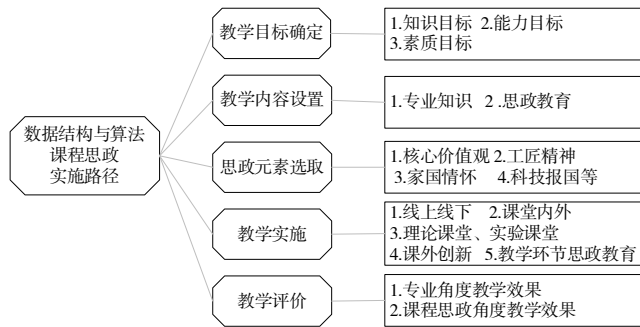 数据结构与算法
课程思政
实施路径
教学目标确定
1.知识目标 2.能力目标
3.素质目标
教学内容设置
1.专业知识 2 .思政教育
思政元素选取
1.核心价值观 2.工匠精神
3.家国情怀 4.科技报国等
教学实施
1.线上线下 2.课堂内外
3.理论课堂、实验课堂
4.课外创新 5.教学环节思政教育
教学评价
1.专业角度教学效果
2.课程思政角度教学效果